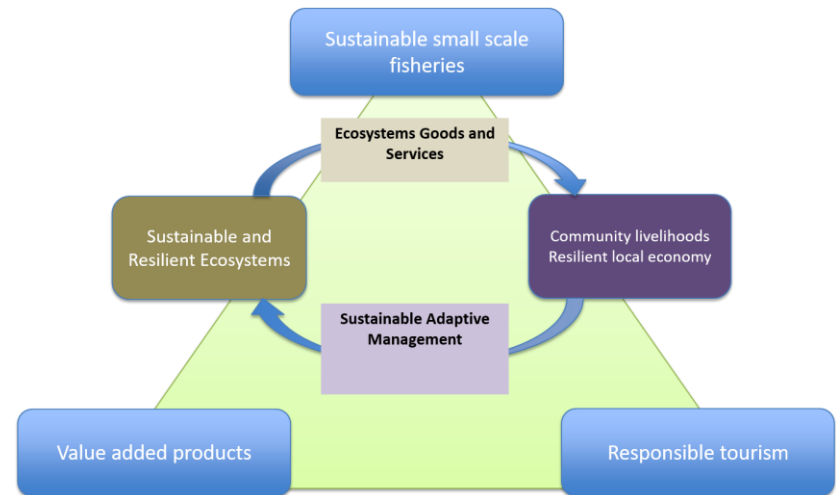 Sustainable small scale
fisheries
Ecosystems Goods and
Services
Sustainable and
Resilient Ecosystems
Community livelihoods
Resilient local economy
Sustainable Adaptive
Management
Value added products
Responsible tourism